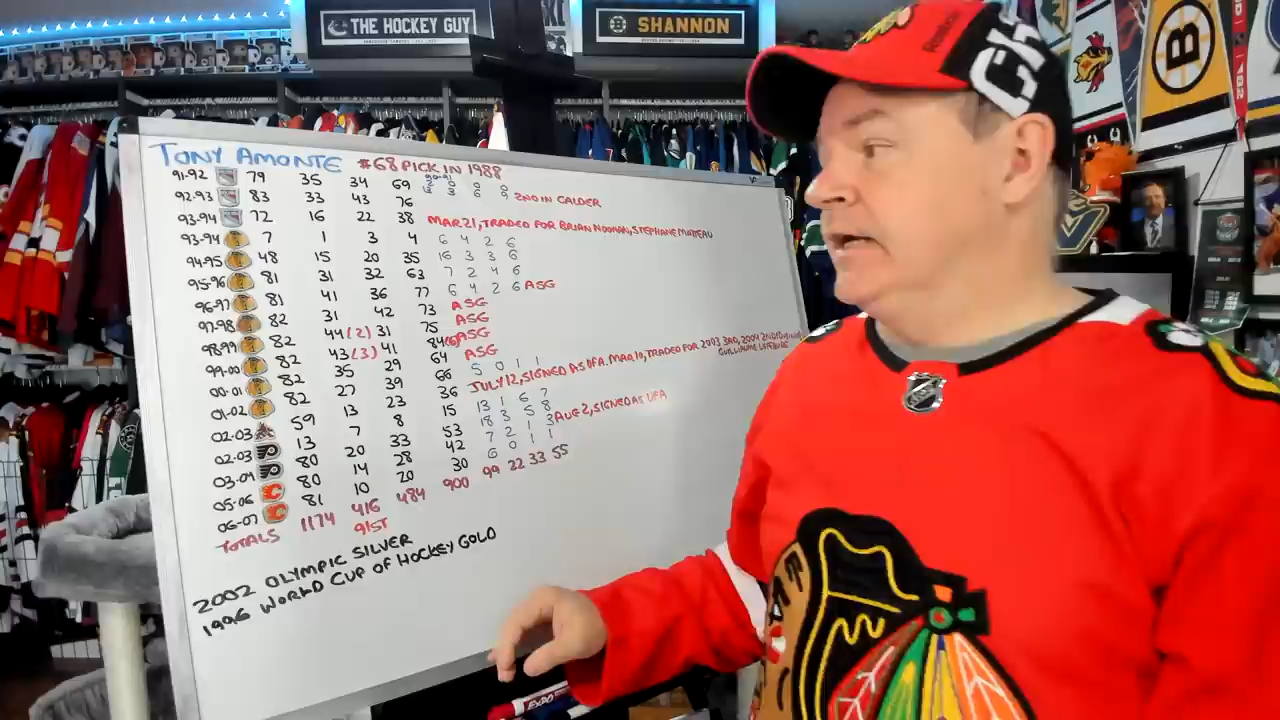 THE HOCKEY GUY
SHANNON
TONY AMONTE #68 PICK IN 1988
91-92 79 35 34 69
92-93 83 33 43 76 2ND IN CALDER
93-94 72 16 22 38 MAR 21, TRADED FOR BRIAN NOONAN, STEPHANE MATTEAU
93-94 7 1 3 4 6 4 2 6
94-95 48 15 20 35 16 3 3 6
95-96 81 31 32 63 7 2 4 6
96-97 81 41 36 77 6 4 2 6 ASG
97-98 82 31 42 73 ASG
98-99 82 44(2) 31 75 ASG
99-00 82 43(3) 41 84 ASG
00-01 82 35 29 64 ASG
01-02 82 27 39 66 5 0 1 1
02-03 59 13 23 36 JULY 12, SIGNED AS UFA. MAR 10, TRADED FOR 2003 3RD, 2004 2ND
GUILLAUME LEFEBVRE
02-03 13 7 8 15 13 1 6 7
03-04 80 20 33 53 18 3 5 8
05-06 80 14 28 42 7 2 1 3 AUG 2, SIGNED AS UFA
06-07 81 10 20 30 6 0 1 1
TOTALS 1174 416 484 900 99 22 33 55
91ST
2002 OLYMPIC SILVER
1996 WORLD CUP OF HOCKEY GOLD
Reebok
CHI
NHL
B
EXPO